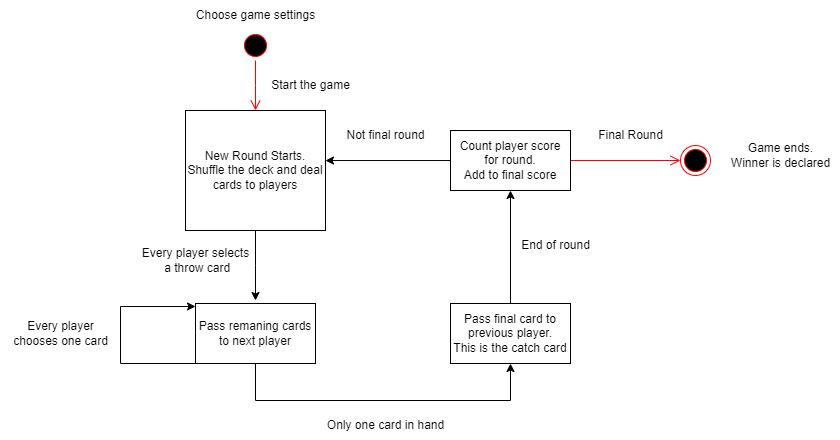 Choose game settings
Start the game
New Round Starts.
Shuffle the deck and deal
cards to players
Not final round
Count player score
for round.
Add to final score
Final Round
Game ends.
Winner is declared
Every player selects
a throw card
End of round
Every player
chooses one card
Pass remaning cards
to next player
Pass final card to
previous player.
This is the catch card
Only one card in hand